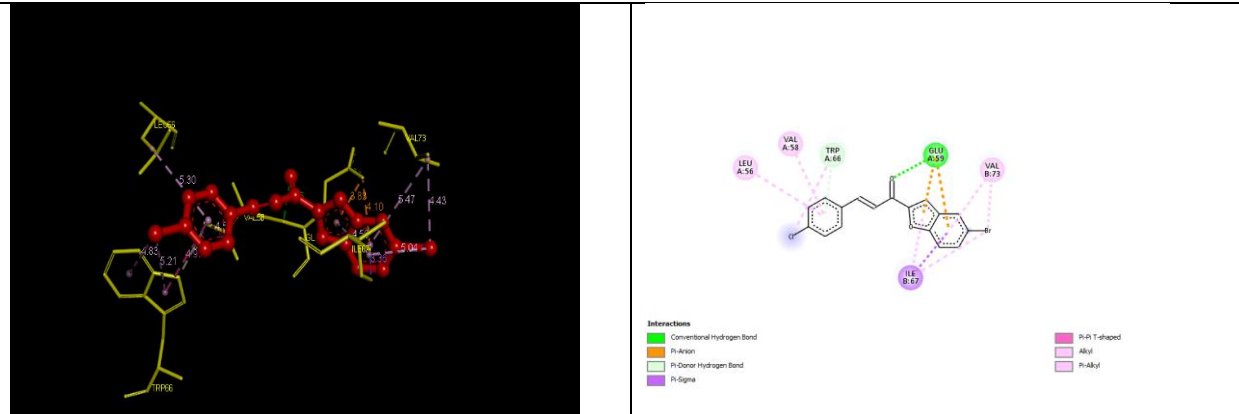 LEU56
VAL73
5.30
3.83
4.10
5.47
4.43
VAL58
5.04
4.83
5.21
TRP66
VAL
A:58
TRP
A:66
GLU
A:59
LEU
A:56
VAL
B:73
Br
ILE
B:67
Interactions
Conventional Hydrogen Bond
Pi-Anion
Pi-Donor Hydrogen Bond
Pi-Sigma
Pi-Pi T-shaped
Alkyl
Pi-Alkyl